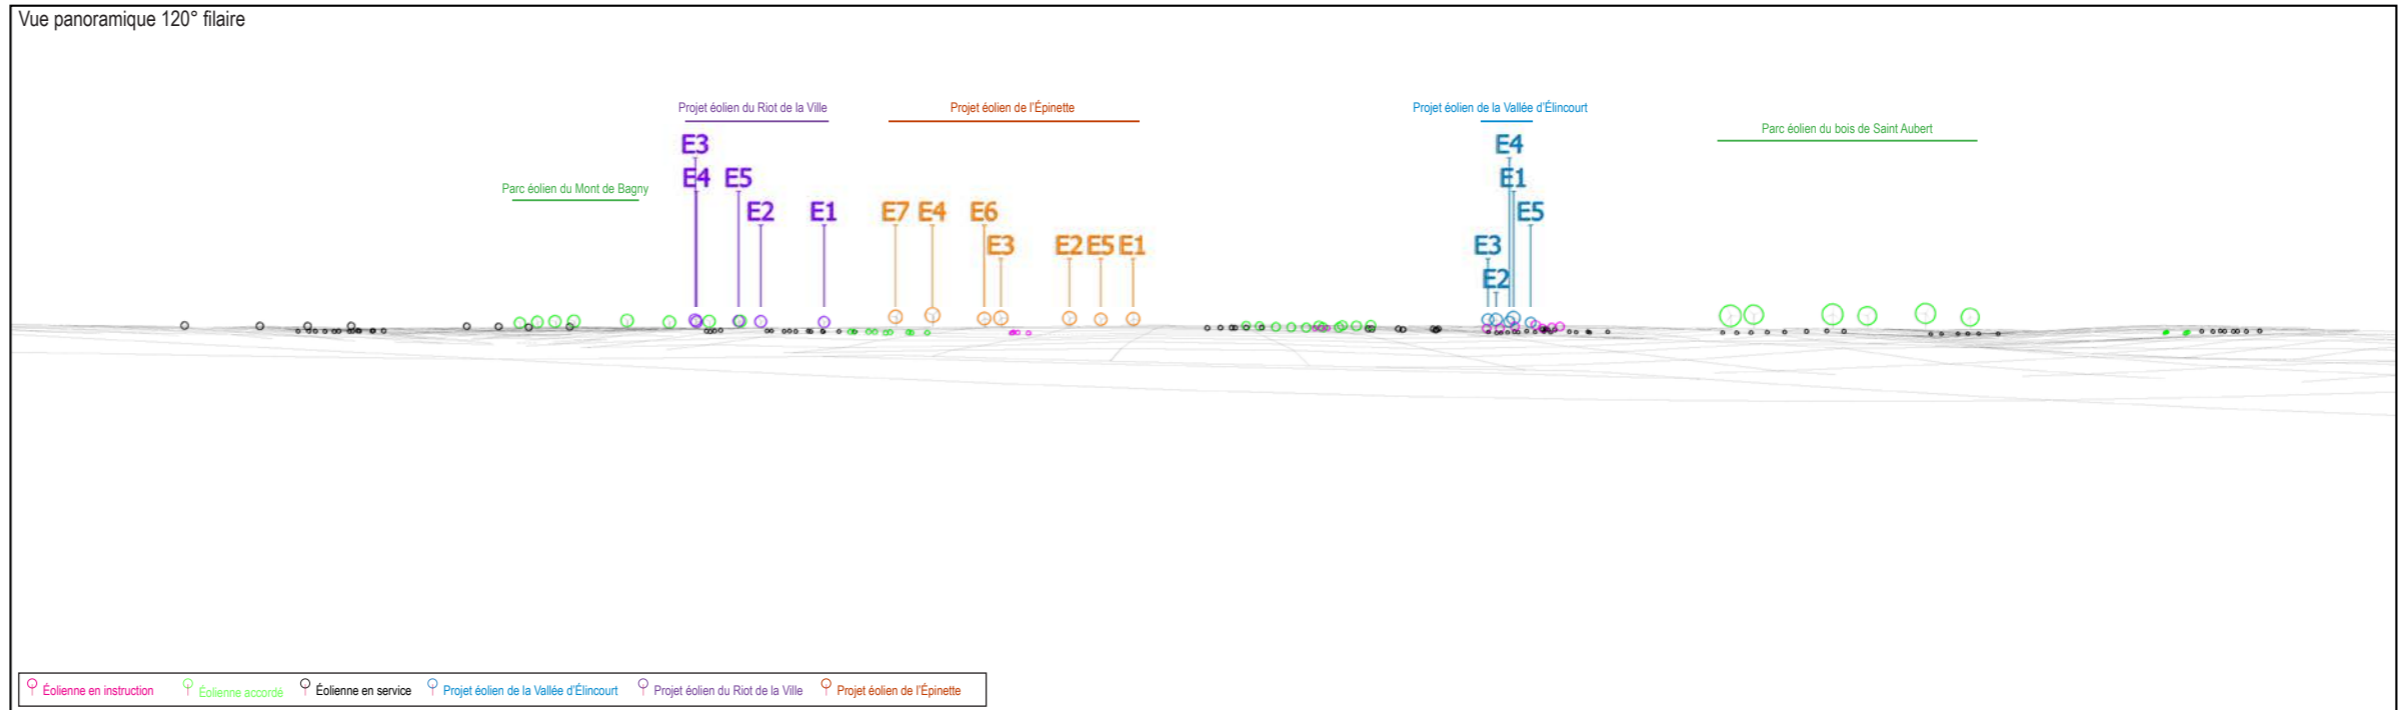 Vue panoramique 120° filaire
Projet éolien du Riot de la Ville
Projet éolien de l'Épinette
Projet éolien de la Vallée d'Élincourt
Parc éolien du bois de Saint Aubert
Parc éolien du Mont de Bagny
E3
E4 E5
E2 E1
E7 E4 E6
E3 E2 E5 E1
E4
E1
E5
E3
E2
Éolienne en instruction
Éolienne accordé
Éolienne en service
Projet éolien de la Vallée d'Élincourt
Projet éolien du Riot de la Ville
Projet éolien de l'Épinette